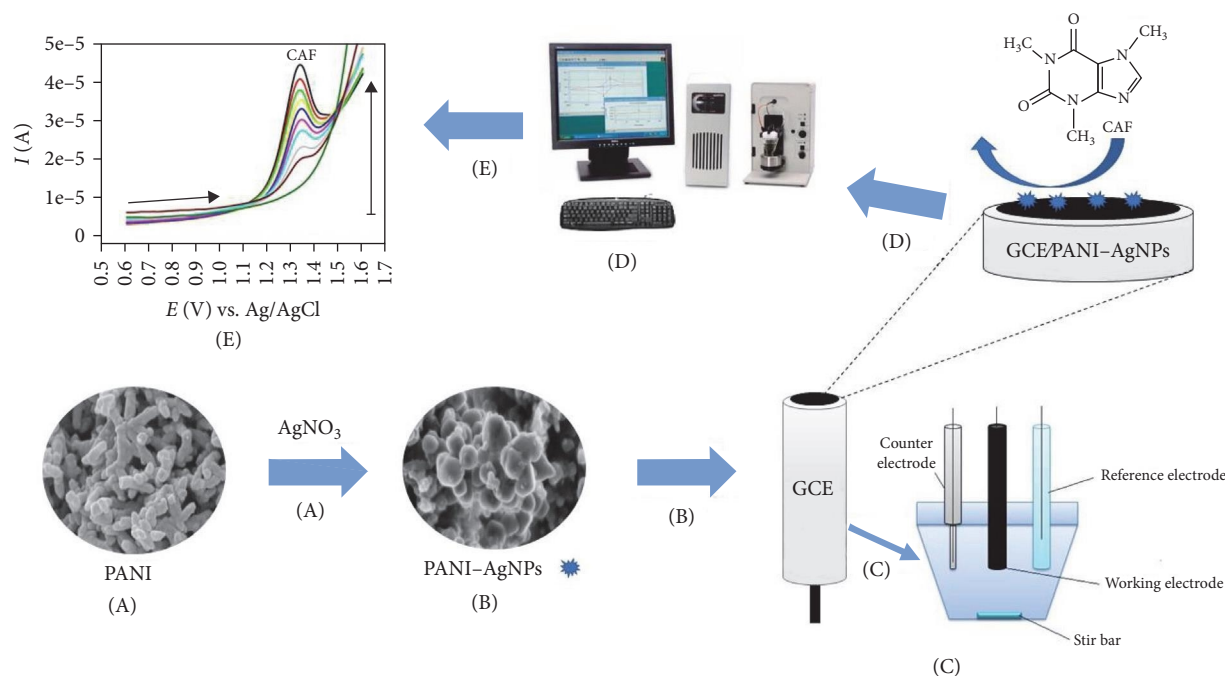 5e–5
4e–5
3e–5
2e–5
1e–5
0
I (A)
CAF
0.5
0.6
0.7
0.8
0.9
1.0
1.1
1.2
1.3
1.4
1.5
1.6
1.7
E (V) vs. Ag/AgCl
(E)
(E)
(D)
(D)
O
H₃C
N
N
CH₃
O
N
N
CH₃
CAF
GCE/PANI–AgNPs
PANI
(A)
AgNO₃
(A)
PANI–AgNPs
(B)
(B)
GCE
(C)
Counter
electrode
Reference electrode
Working electrode
Stir bar
(C)